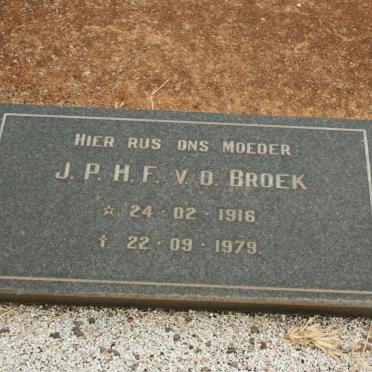 HIER RUS ONS MOEDER
J. P. H. F. V. D. BROEK
☆ 24 · 02 · 1916
† 22 · 09 · 1979.